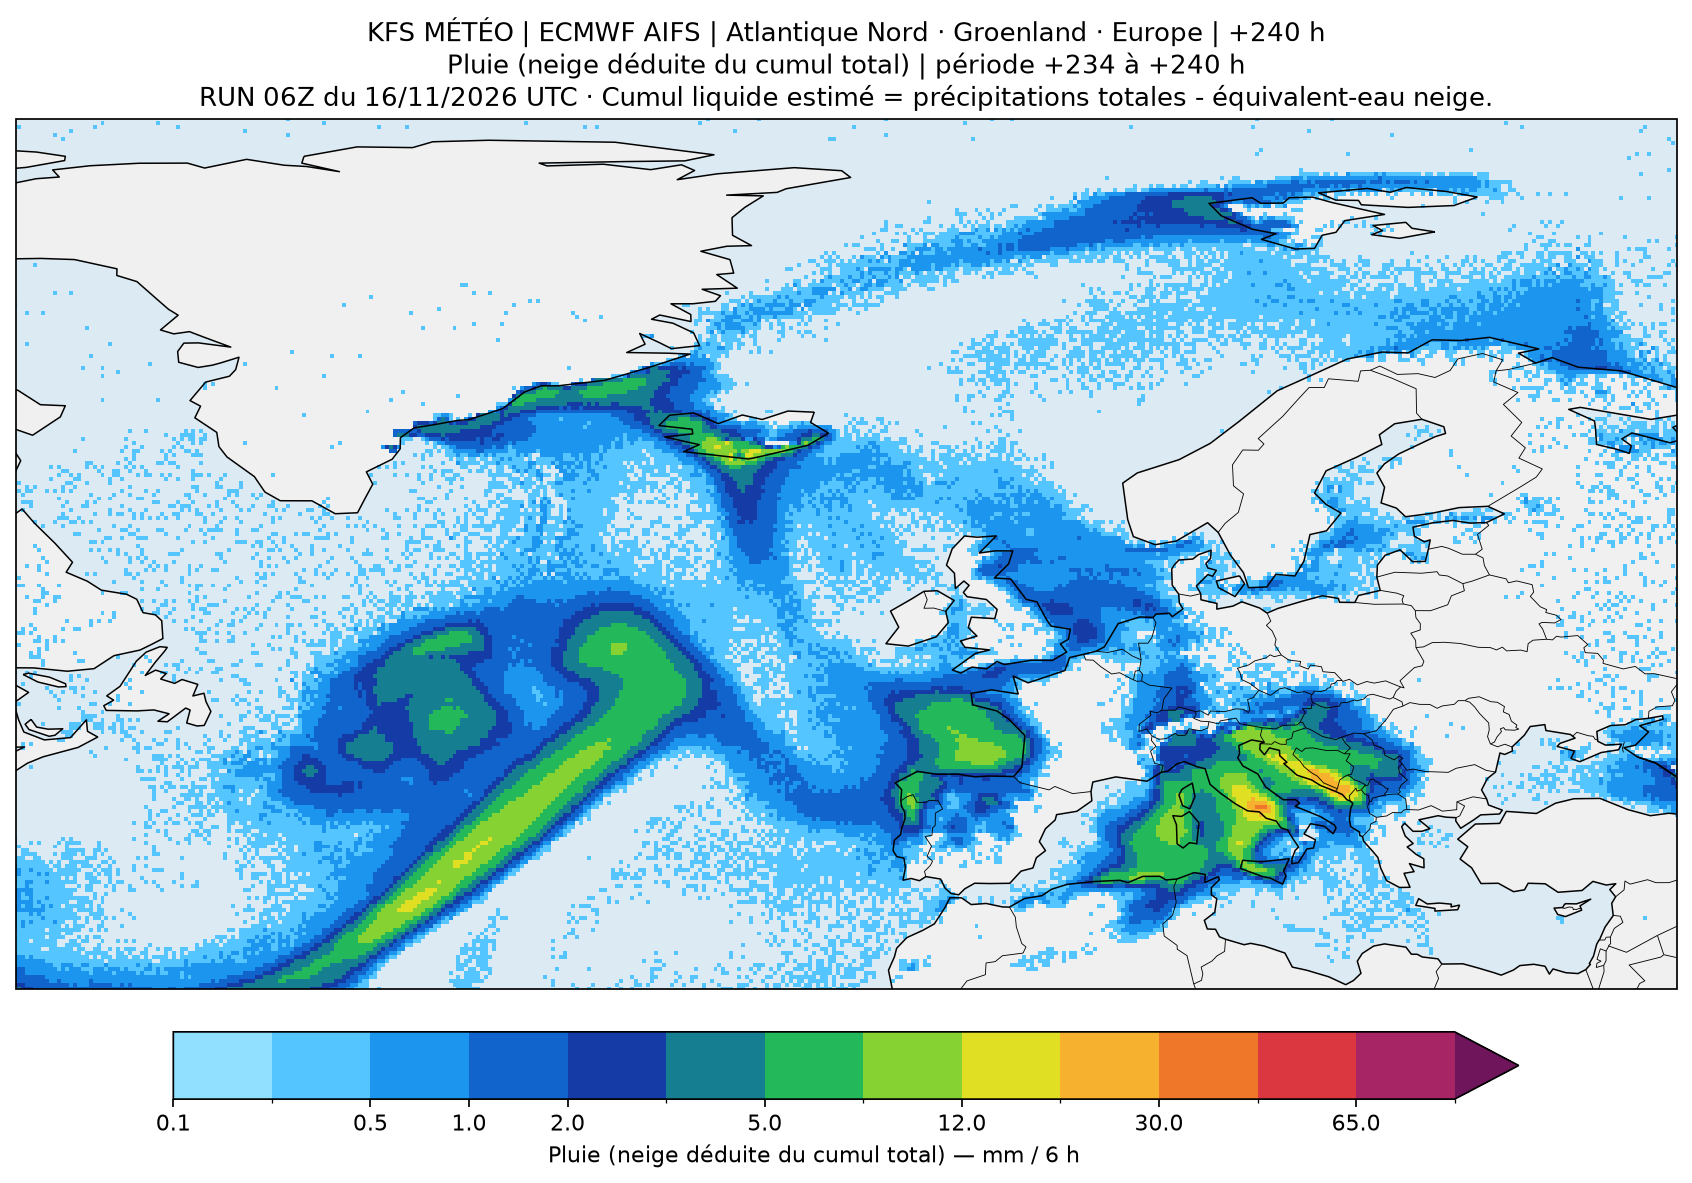 KFS MÉTÉO | ECMWF AIFS | Atlantique Nord · Groenland · Europe | +240 h
Pluie (neige déduite du cumul total) | période +234 à +240 h
RUN 06Z du 16/11/2026 UTC · Cumul liquide estimé = précipitations totales - équivalent-eau neige.
0.1 0.5 1.0 2.0 5.0 12.0 30.0 65.0
Pluie (neige déduite du cumul total) — mm / 6 h